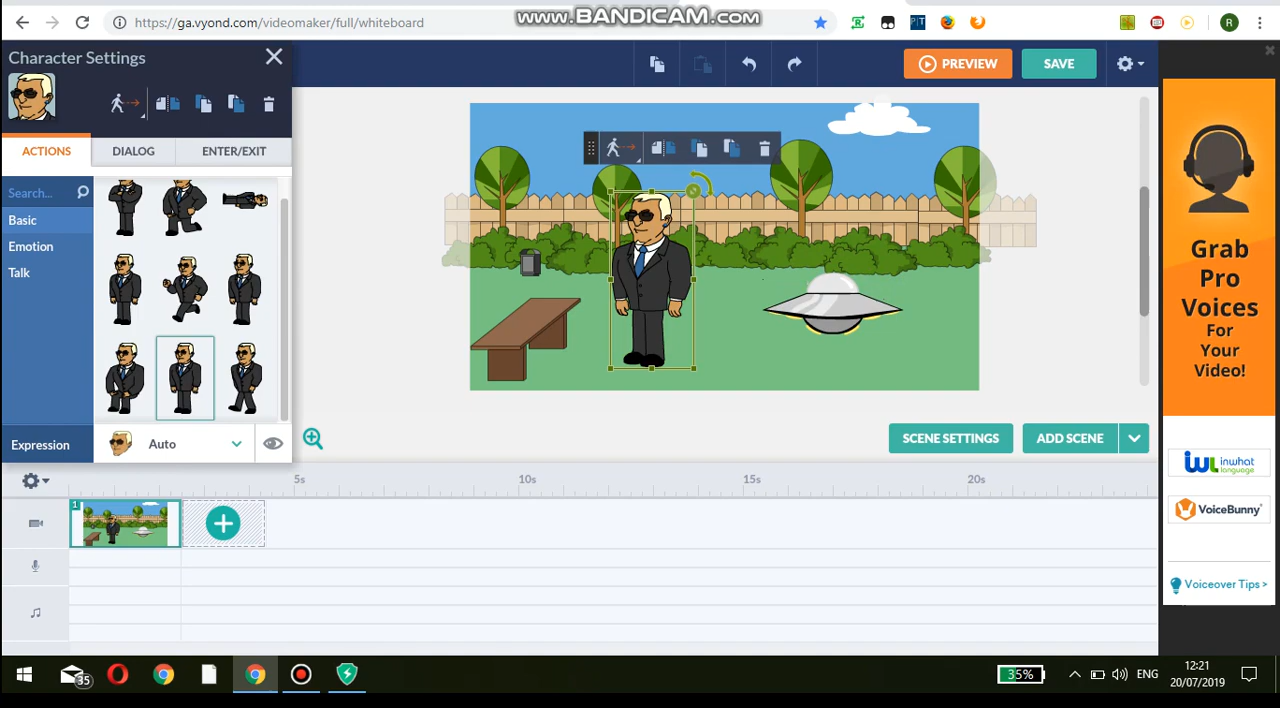 www.BANDICAM.com
https://ga.vyond.com/videomaker/full/whiteboard
R
PT
R
Character Settings
PREVIEW
SAVE
ACTIONS
DIALOG
ENTER/EXIT
Search...
Basic
Emotion
Talk
Expression
Auto
SCENE SETTINGS
ADD SCENE
5s
10s
15s
20s
1
Grab
Pro
Voices
For
Your
Video!
inwhat
language
VoiceBunny
Voiceover Tips >
35
35%
ENG
12:21
20/07/2019